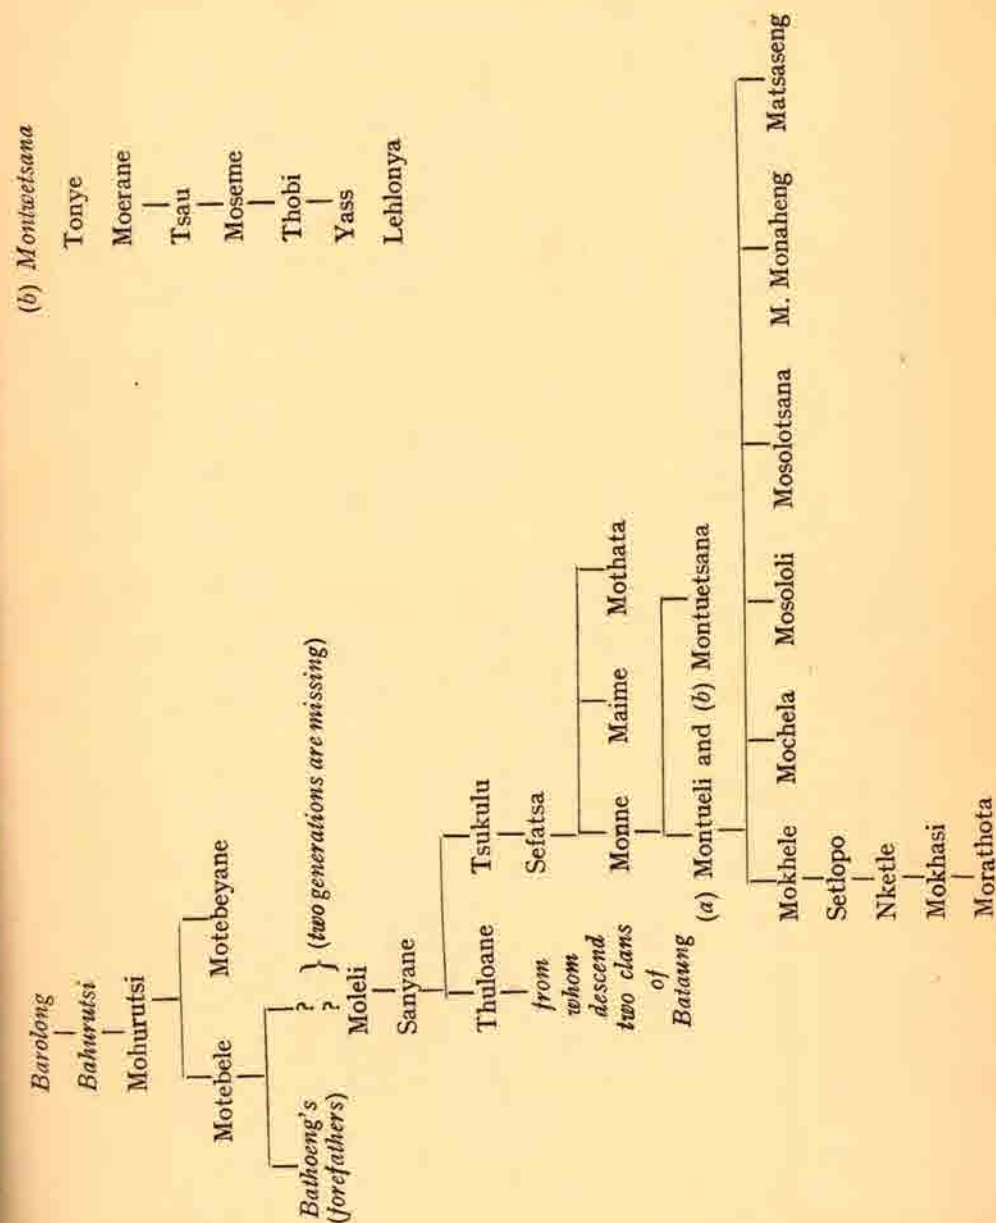 Barolong
Bahurutsi
Mohurutsi
Motebele Motebeyane
Bathoeng's
(forefathers)
? } (two generations are missing)
?
Moleli
Sanyane
Thuloane Tsukulu
from
whom
descend
two clans
of
Bataung
Sefatsa
Monne Maime Mothata
(a) Montueli and (b) Montuetsana
Mokhele Mochela Mosololi Mosolotsana M. Monaheng Matsaseng
Setlopo
Nketle
Mokhasi
Morathota
(b) Montwetsana
Tonye
Moerane
Tsau
Moseme
Thobi
Yass
Lehlonya